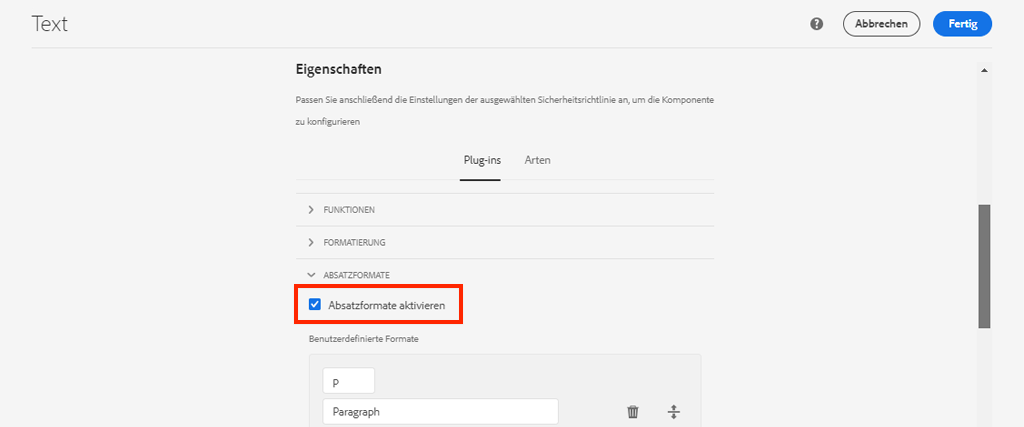 Text
Abbrechen
Fertig
Eigenschaften
Passen Sie anschließend die Einstellungen der ausgewählten Sicherheitsrichtlinie an, um die Komponente
zu konfigurieren
Plug-ins
Arten
FUNKTIONEN
FORMATIERUNG
ABSATZFORMATE
Absatzformate aktivieren
Benutzerdefinierte Formate
p
Paragraph